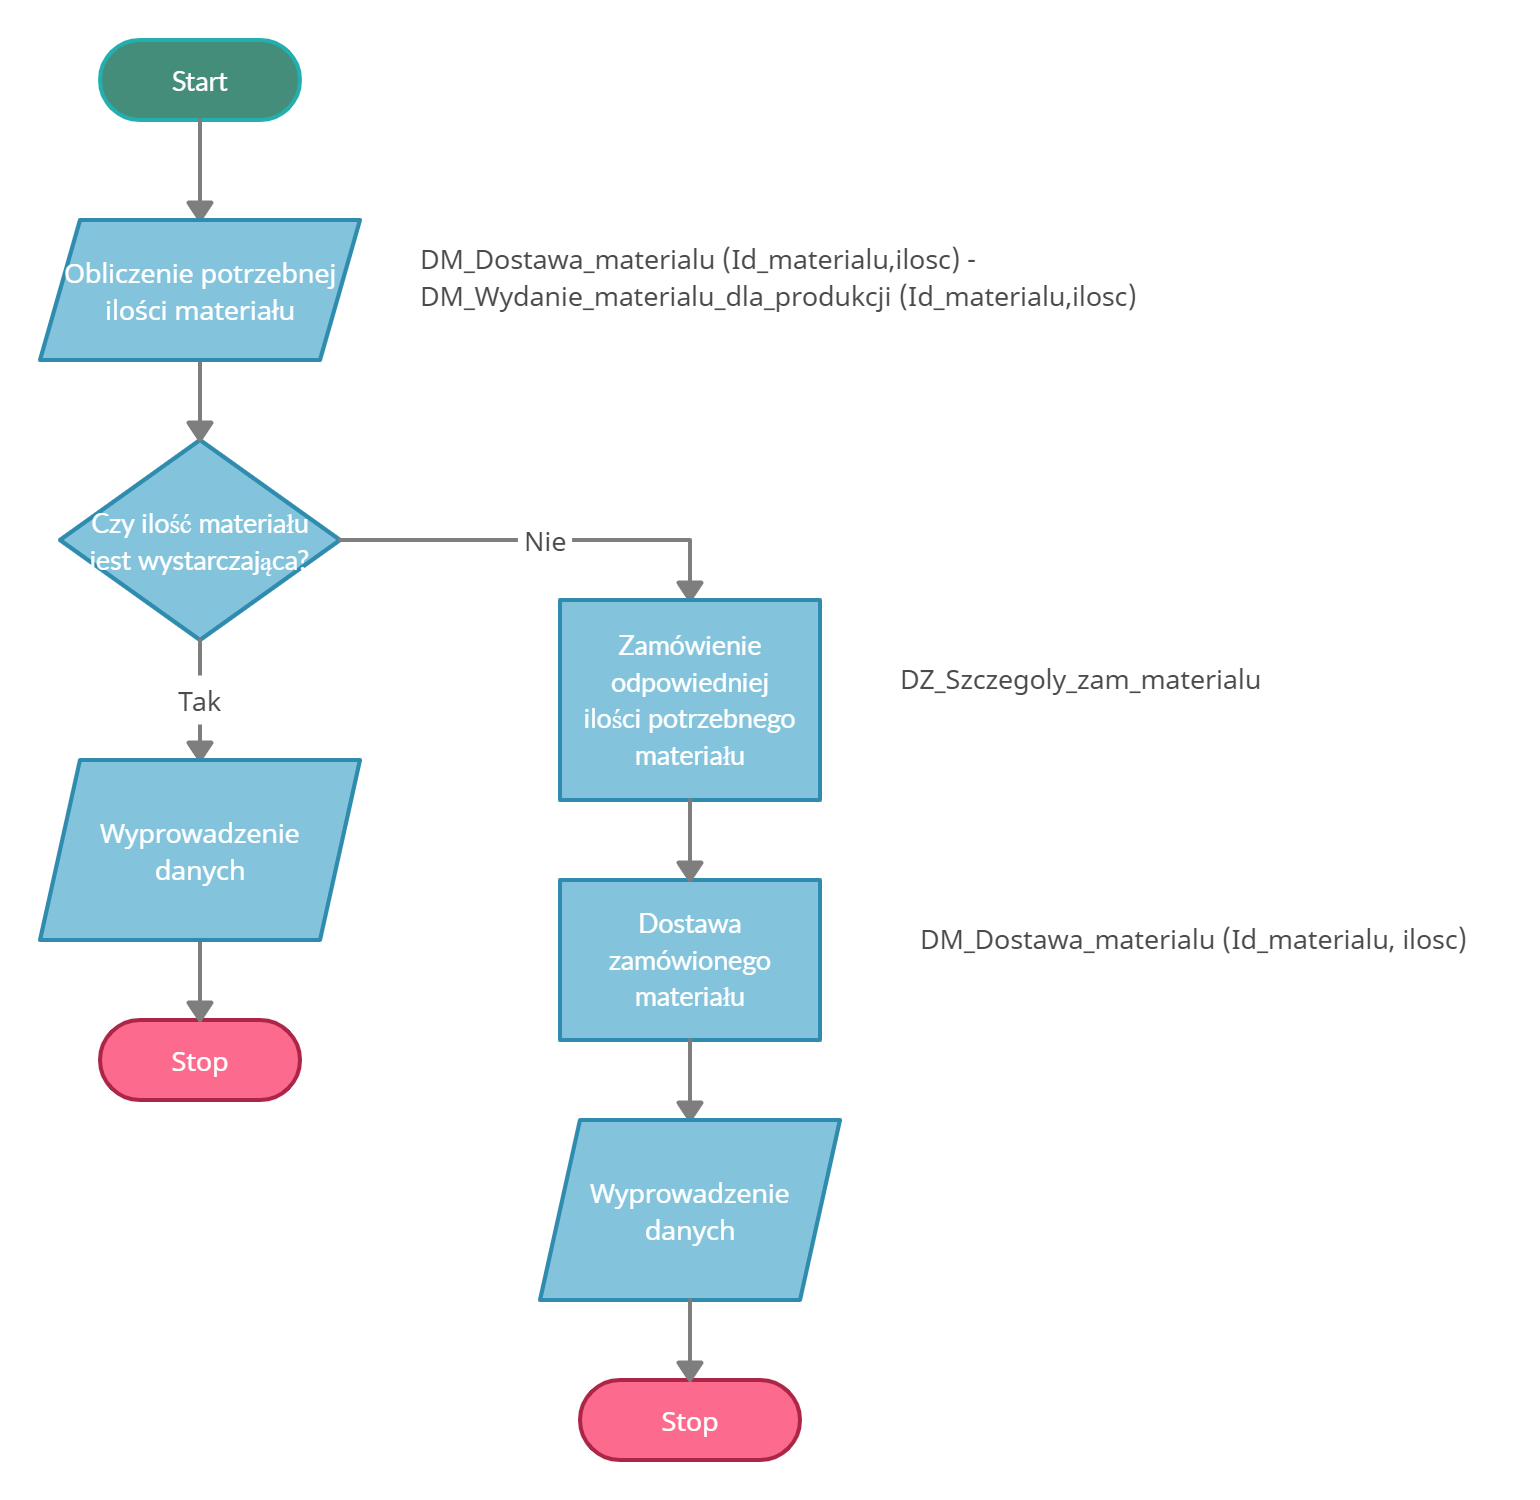 Start
Obliczenie potrzebnej
ilości materiału
DM_Dostawa_materialu (Id_materialu,ilosc) -
DM_Wydanie_materialu_dla_produkcji (Id_materialu,ilosc)
Czy ilość materiału
jest wystarczająca?
Nie
Tak
Zamówienie
odpowiedniej
ilości potrzebnego
materiału
DZ_Szczegoly_zam_materialu
Wyprowadzenie
danych
Dostawa
zamówionego
materiału
DM_Dostawa_materialu (Id_materialu, ilosc)
Stop
Wyprowadzenie
danych
Stop